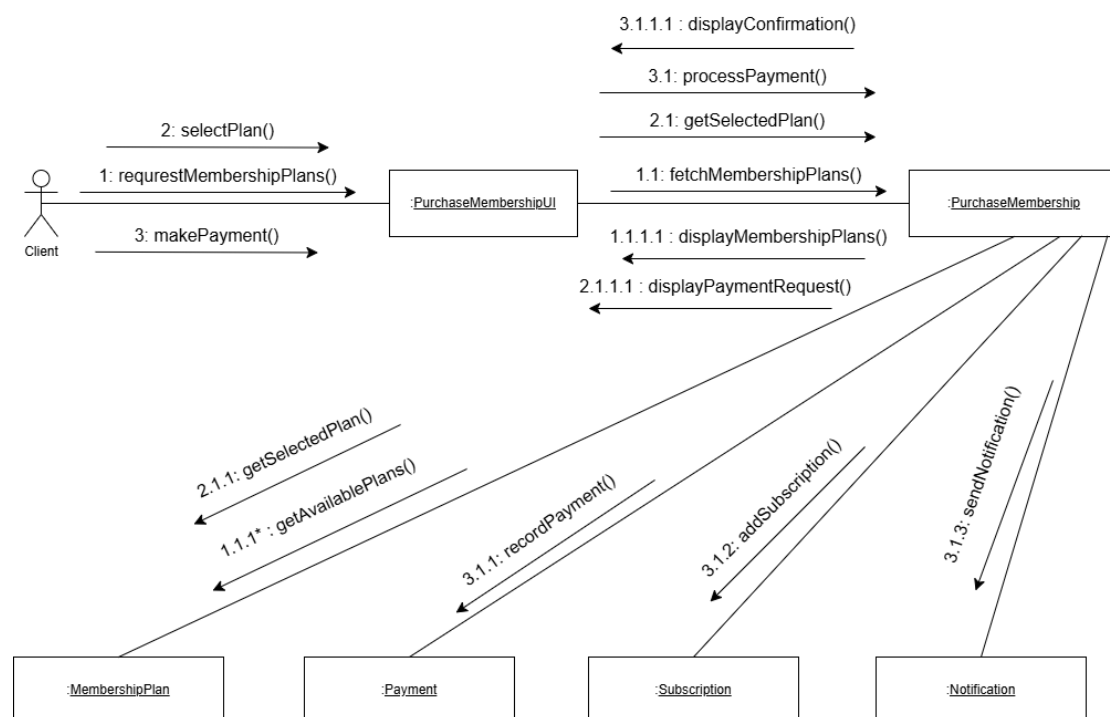 3.1.1.1 : displayConfirmation()
3.1: processPayment()
2: selectPlan()
2.1: getSelectedPlan()
1: requrestMembershipPlans()
1.1: fetchMembershipPlans()
:PurchaseMembershipUI
:PurchaseMembership
Client
3: makePayment()
1.1.1.1 : displayMembershipPlans()
2.1.1.1 : displayPaymentRequest()
2.1.1: getSelectedPlan()
1.1.1* : getAvailablePlans()
3.1.1: recordPayment()
3.1.2: addSubscription()
3.1.3: sendNotification()
:MembershipPlan
:Payment
:Subscription
:Notification